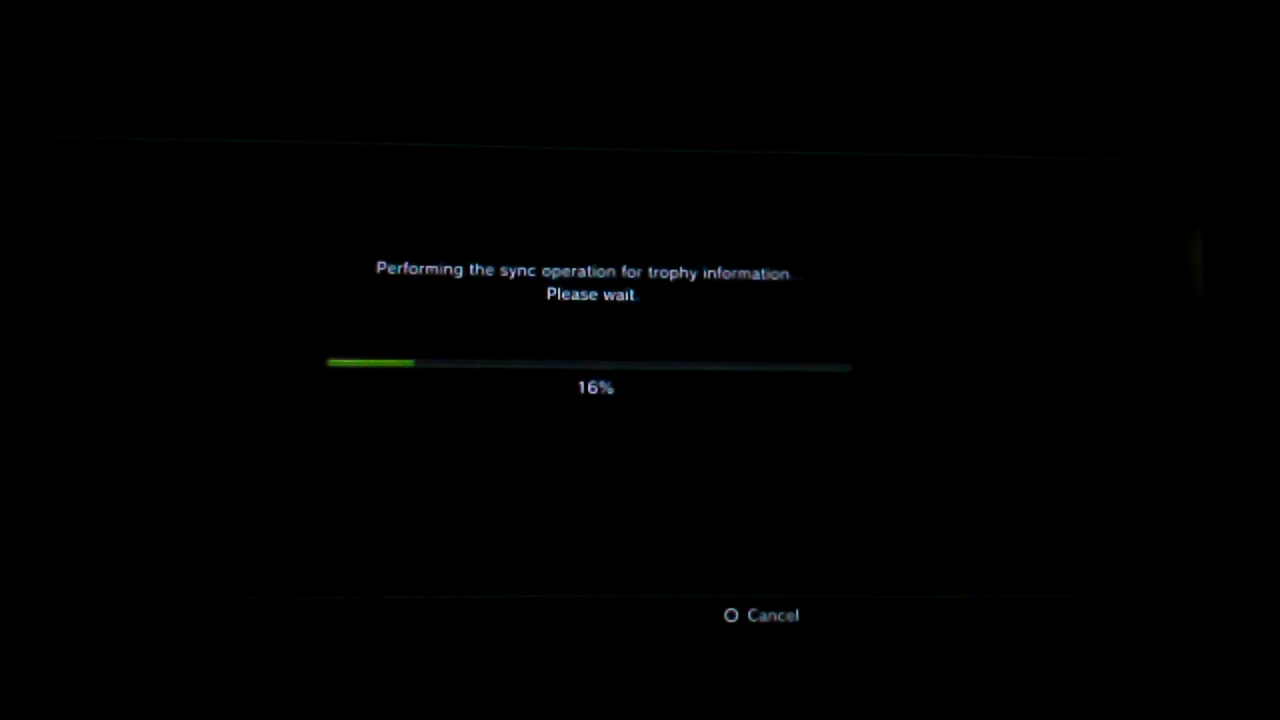 Performing the sync operation for trophy information...
Please wait.
16%
O Cancel